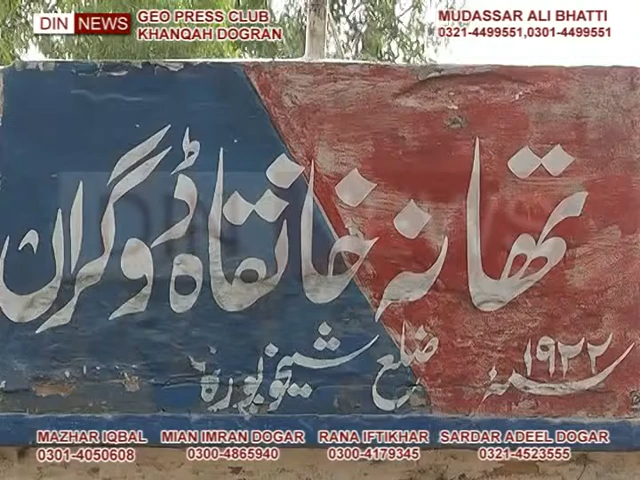 DIN NEWS
GEO PRESS CLUB
KHANQAH DOGRAN
MUDASSAR ALI BHATTI
0321-4499551,0301-4499551
تھانہ خانقاہ ڈوگراں
ضلع شیخوپورہ
سنہ ۱۹۲۲
DIN NEWS
MAZHAR IQBAL MIAN IMRAN DOGAR RANA IFTIKHAR SARDAR ADEEL DOGAR
0301-4050608 0300-4865940 0300-4179345 0321-4523555